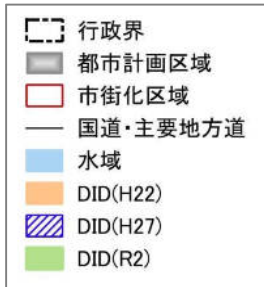 行政界
都市計画区域
市街化区域
国道・主要地方道
水域
DID(H22)
DID(H27)
DID(R2)